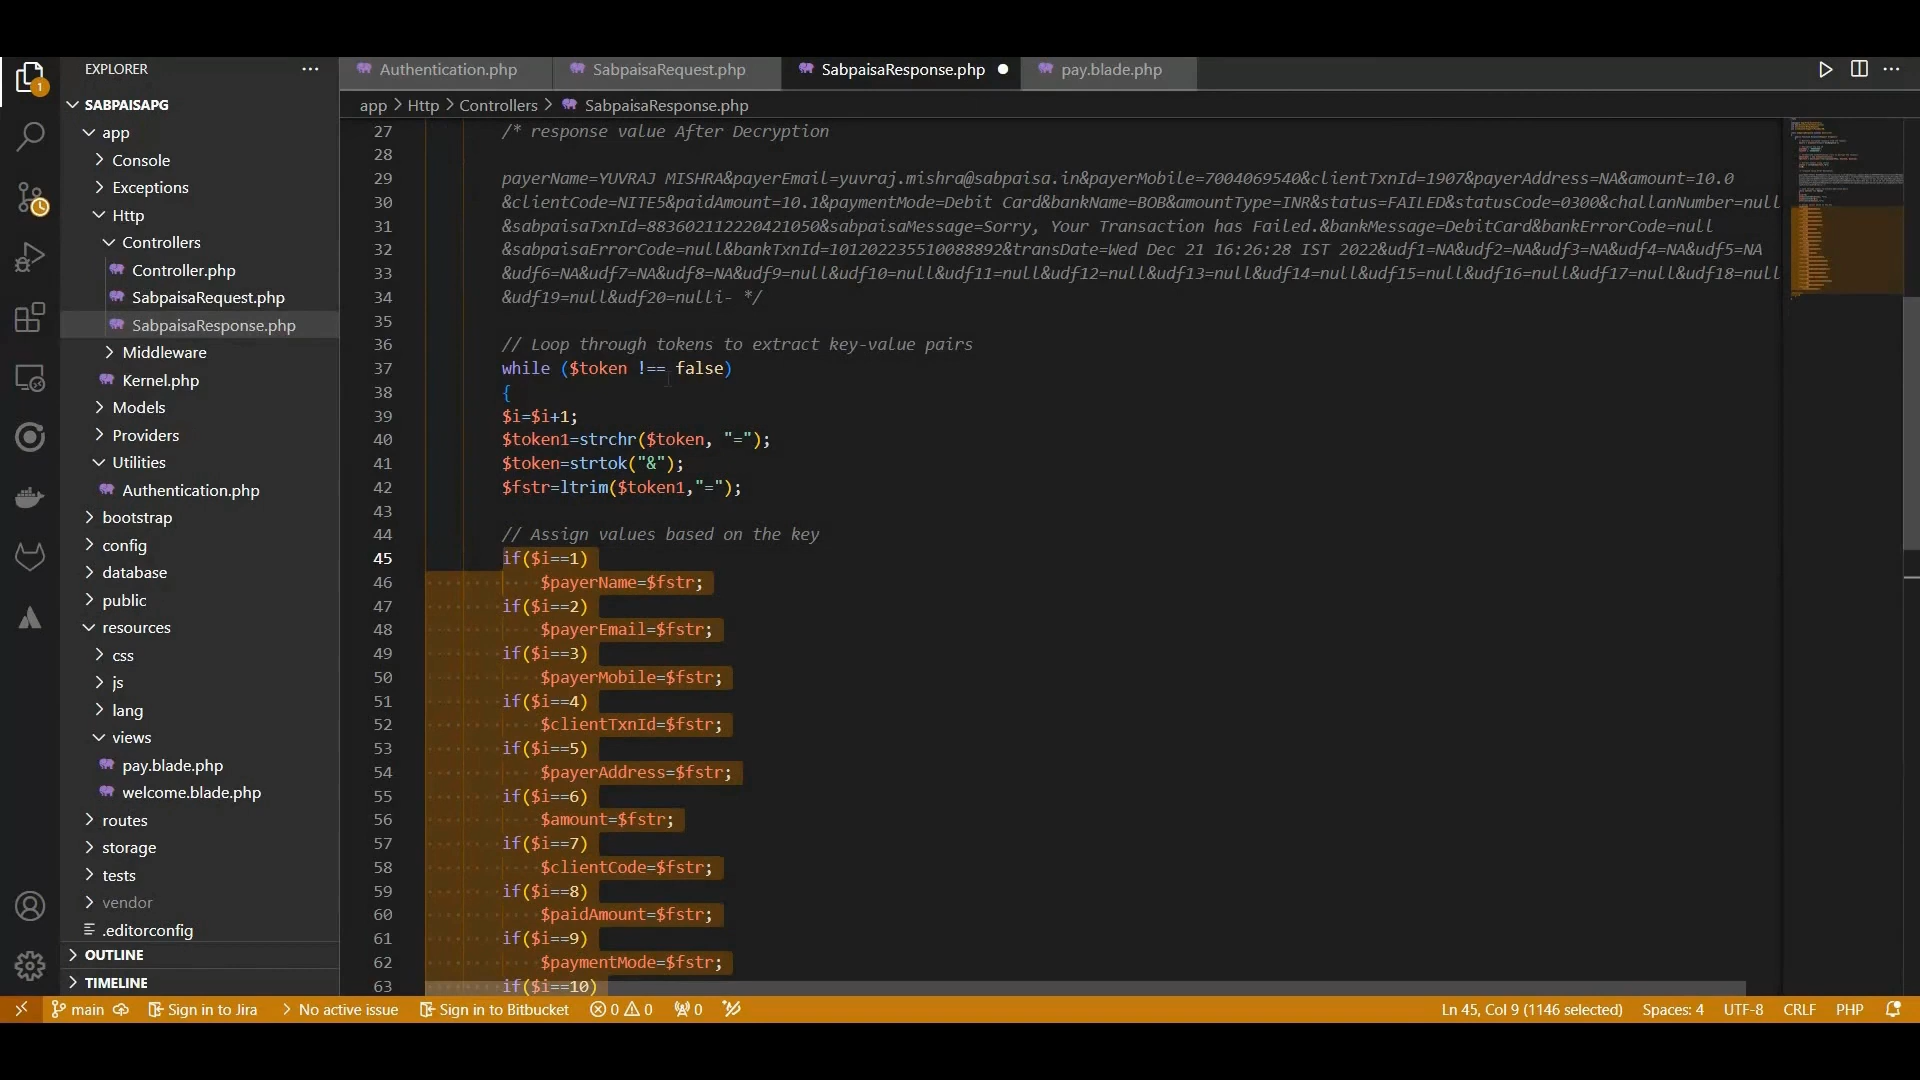 EXPLORER
Authentication.php
SabpaisaRequest.php
SabpaisaResponse.php
pay.blade.php
1
SABPAISAPG
app
Console
Exceptions
Http
Controllers
Controller.php
SabpaisaRequest.php
SabpaisaResponse.php
Middleware
Kernel.php
Models
Providers
Utilities
Authentication.php
bootstrap
config
database
public
resources
css
js
lang
views
pay.blade.php
welcome.blade.php
routes
storage
tests
vendor
.editorconfig
OUTLINE
TIMELINE
app > Http > Controllers > SabpaisaResponse.php
27 /* response value After Decryption
28
29 payerName=YUVRAJ MISHRA&payerEmail=yuvraj.mishra@sabpaisa.in&payerMobile=7004069540&clientTxnId=1907&payerAddress=NA&amount=10.0
30 &clientCode=NITE5&paidAmount=10.1&paymentMode=Debit Card&bankName=BOB&amountType=INR&status=FAILED&statusCode=0300&challanNumber=null
31 &sabpaisaTxnId=883602112220421050&sabpaisaMessage=Sorry, Your Transaction has Failed.&bankMessage=DebitCard&bankErrorCode=null
32 &sabpaisaErrorCode=null&bankTxnId=101202235510088892&transDate=Wed Dec 21 16:26:28 IST 2022&udf1=NA&udf2=NA&udf3=NA&udf4=NA&udf5=NA
33 &udf6=NA&udf7=NA&udf8=NA&udf9=null&udf10=null&udf11=null&udf12=null&udf13=null&udf14=null&udf15=null&udf16=null&udf17=null&udf18=null
34 &udf19=null&udf20=nulli- */
35
36 // Loop through tokens to extract key-value pairs
37 while ($token !== false)
38 {
39 $i=$i+1;
40 $token1=strchr($token, "=");
41 $token=strtok("&");
42 $fstr=ltrim($token1,"=");
43
44 // Assign values based on the key
45 if($i==1)
46 $payerName=$fstr;
47 if($i==2)
48 $payerEmail=$fstr;
49 if($i==3)
50 $payerMobile=$fstr;
51 if($i==4)
52 $clientTxnId=$fstr;
53 if($i==5)
54 $payerAddress=$fstr;
55 if($i==6)
56 $amount=$fstr;
57 if($i==7)
58 $clientCode=$fstr;
59 if($i==8)
60 $paidAmount=$fstr;
61 if($i==9)
62 $paymentMode=$fstr;
63 if($i==10)
main Sign in to Jira No active issue Sign in to Bitbucket 0 0 0 Ln 45, Col 9 (1146 selected) Spaces: 4 UTF-8 CRLF PHP